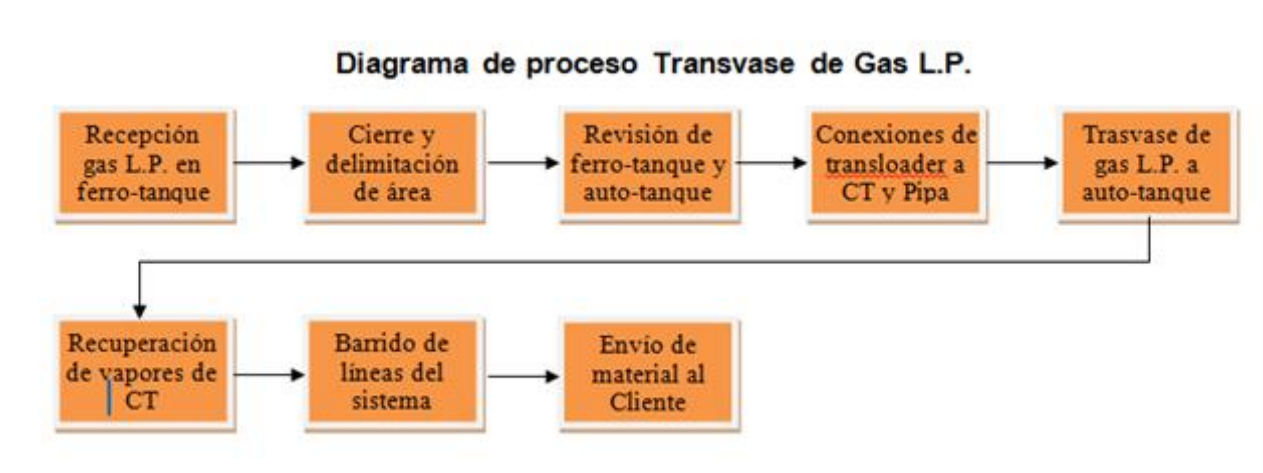 Diagrama de proceso Transvase de Gas L.P.
Recepción
gas L.P. en
ferro-tanque
Cierre y
delimitación
de área
Revisión de
ferro-tanque y
auto-tanque
Conexiones de
transloader a
CT y Pipa
Trasvase de
gas L.P. a
auto-tanque
Recuperación
de vapores de
CT
Barrido de
líneas del
sistema
Envío de
material al
Cliente